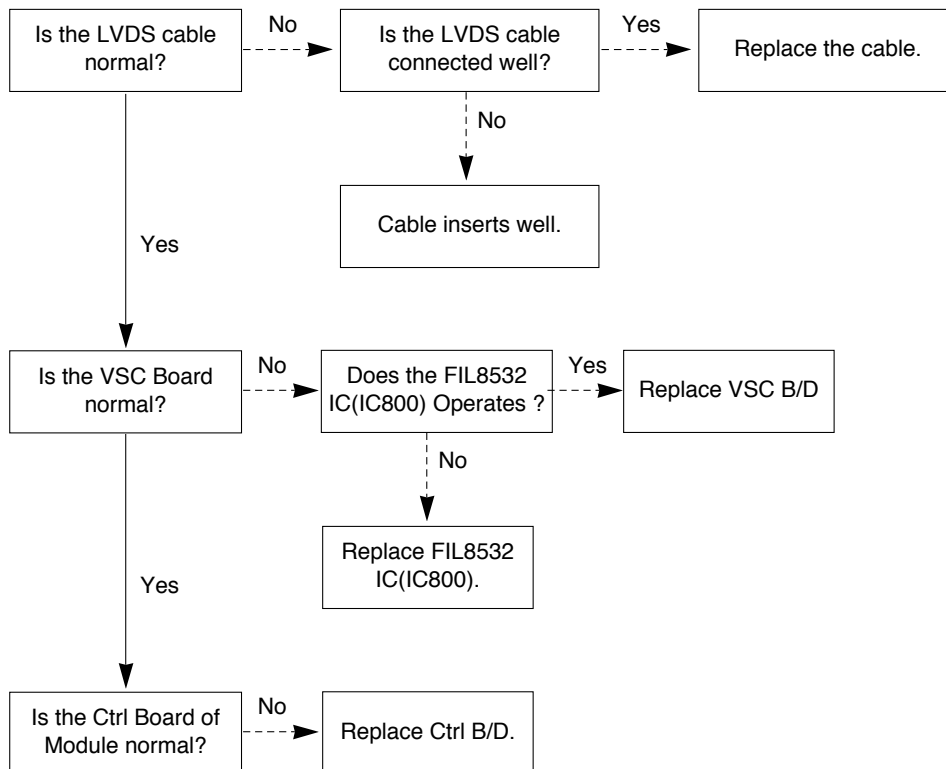 Is the LVDS cable
normal?
No
Is the LVDS cable
connected well?
Yes
Replace the cable.
No
Cable inserts well.
Yes
Is the VSC Board
normal?
No
Does the FIL8532
IC(IC800) Operates ?
Yes
Replace VSC B/D
No
Replace FIL8532
IC(IC800).
Yes
Is the Ctrl Board of
Module normal?
No
Replace Ctrl B/D.